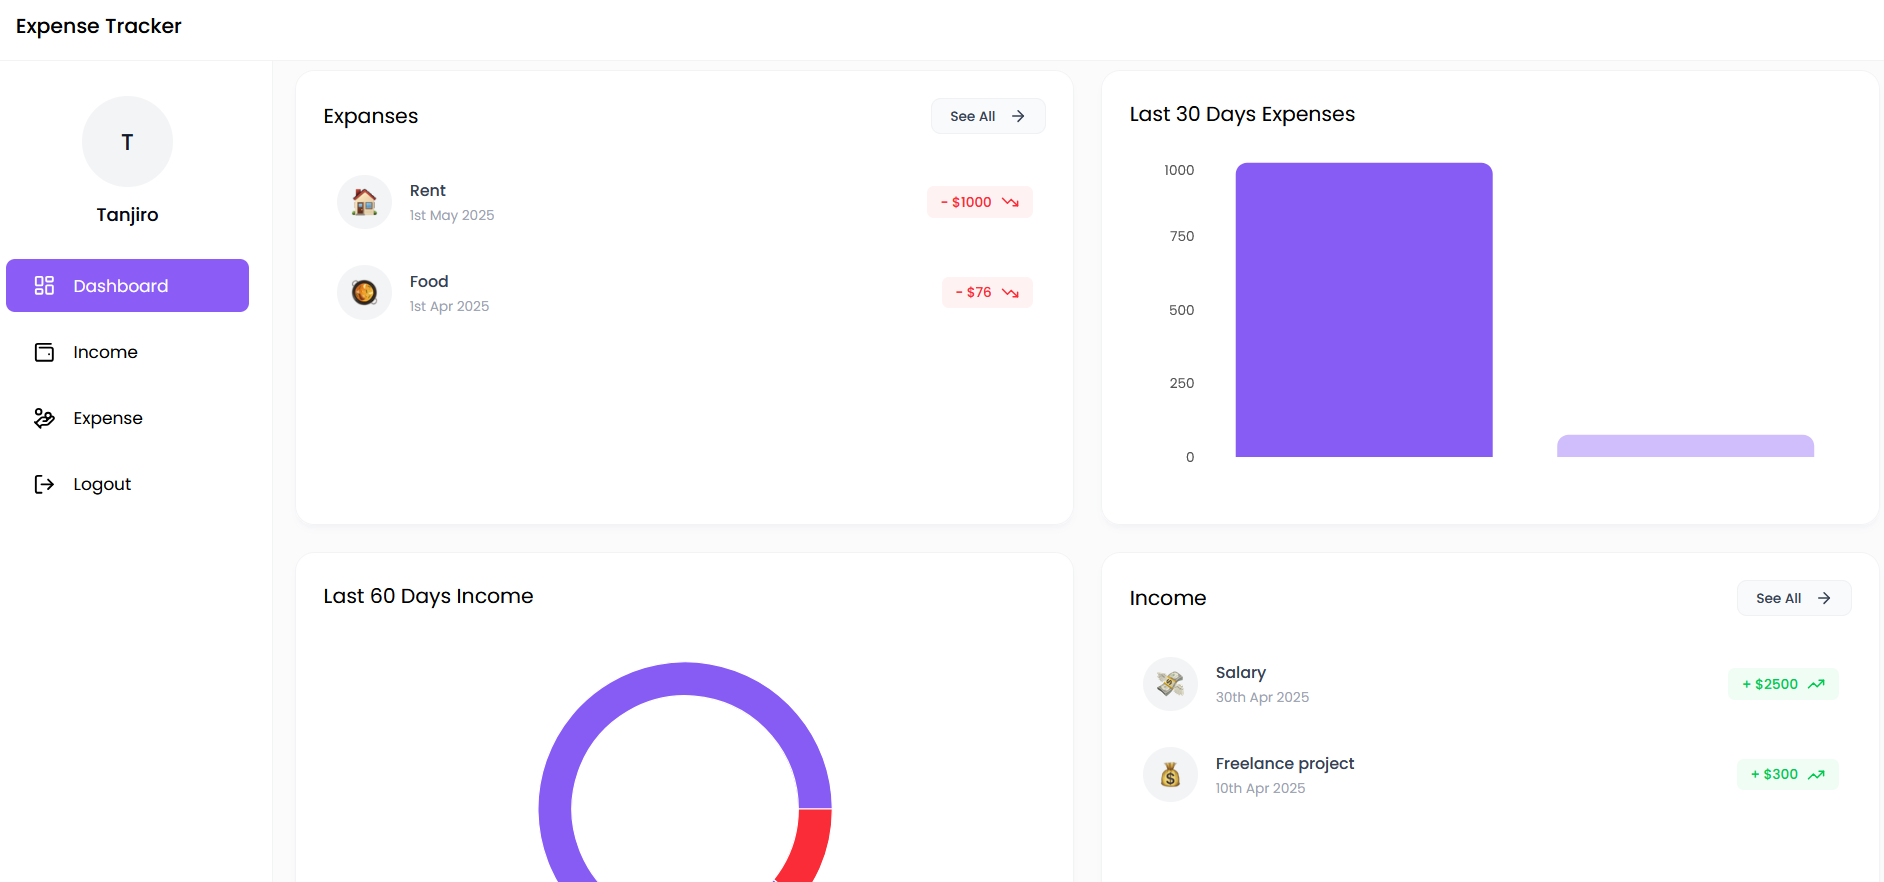 Expense Tracker
T
Tanjiro
Dashboard
Income
Expense
Logout
Expanses
See All
Rent
1st May 2025
- $1000
Food
1st Apr 2025
- $76
Last 30 Days Expenses
1000
750
500
250
0
Last 60 Days Income
Income
See All
Salary
30th Apr 2025
+ $2500
Freelance project
10th Apr 2025
+ $300